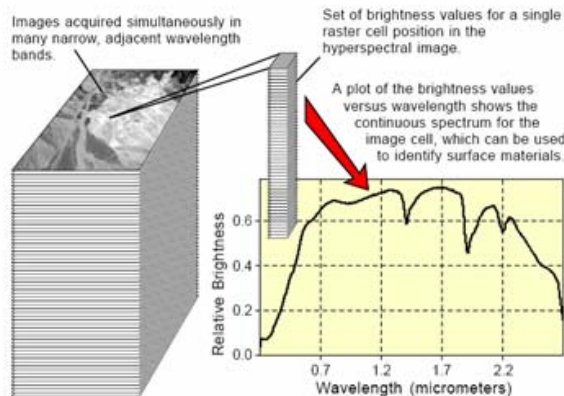 Images acquired simultaneously in
many narrow, adjacent wavelength
bands.
Set of brightness values for a single
raster cell position in the
hyperspectral image.
A plot of the brightness values
versus wavelength shows the
continuous spectrum for the
image cell, which can be used
to identify surface materials.
Relative Brightness
0.6
0.4
0.2
0.0
0.7 1.2 1.7 2.2
Wavelength (micrometers)